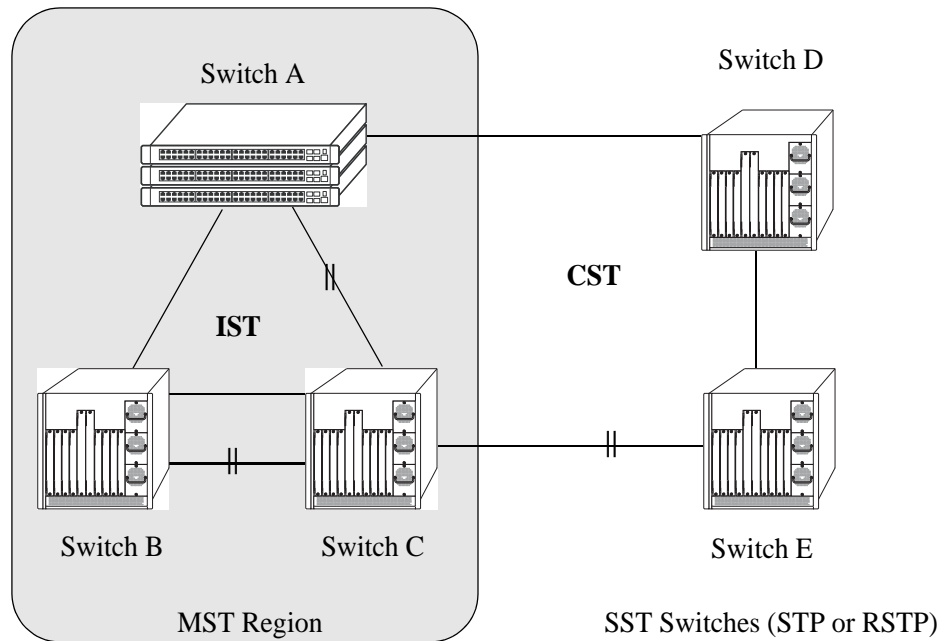 Switch A
Switch D
CST
IST
Switch B
Switch C
Switch E
MST Region
SST Switches (STP or RSTP)